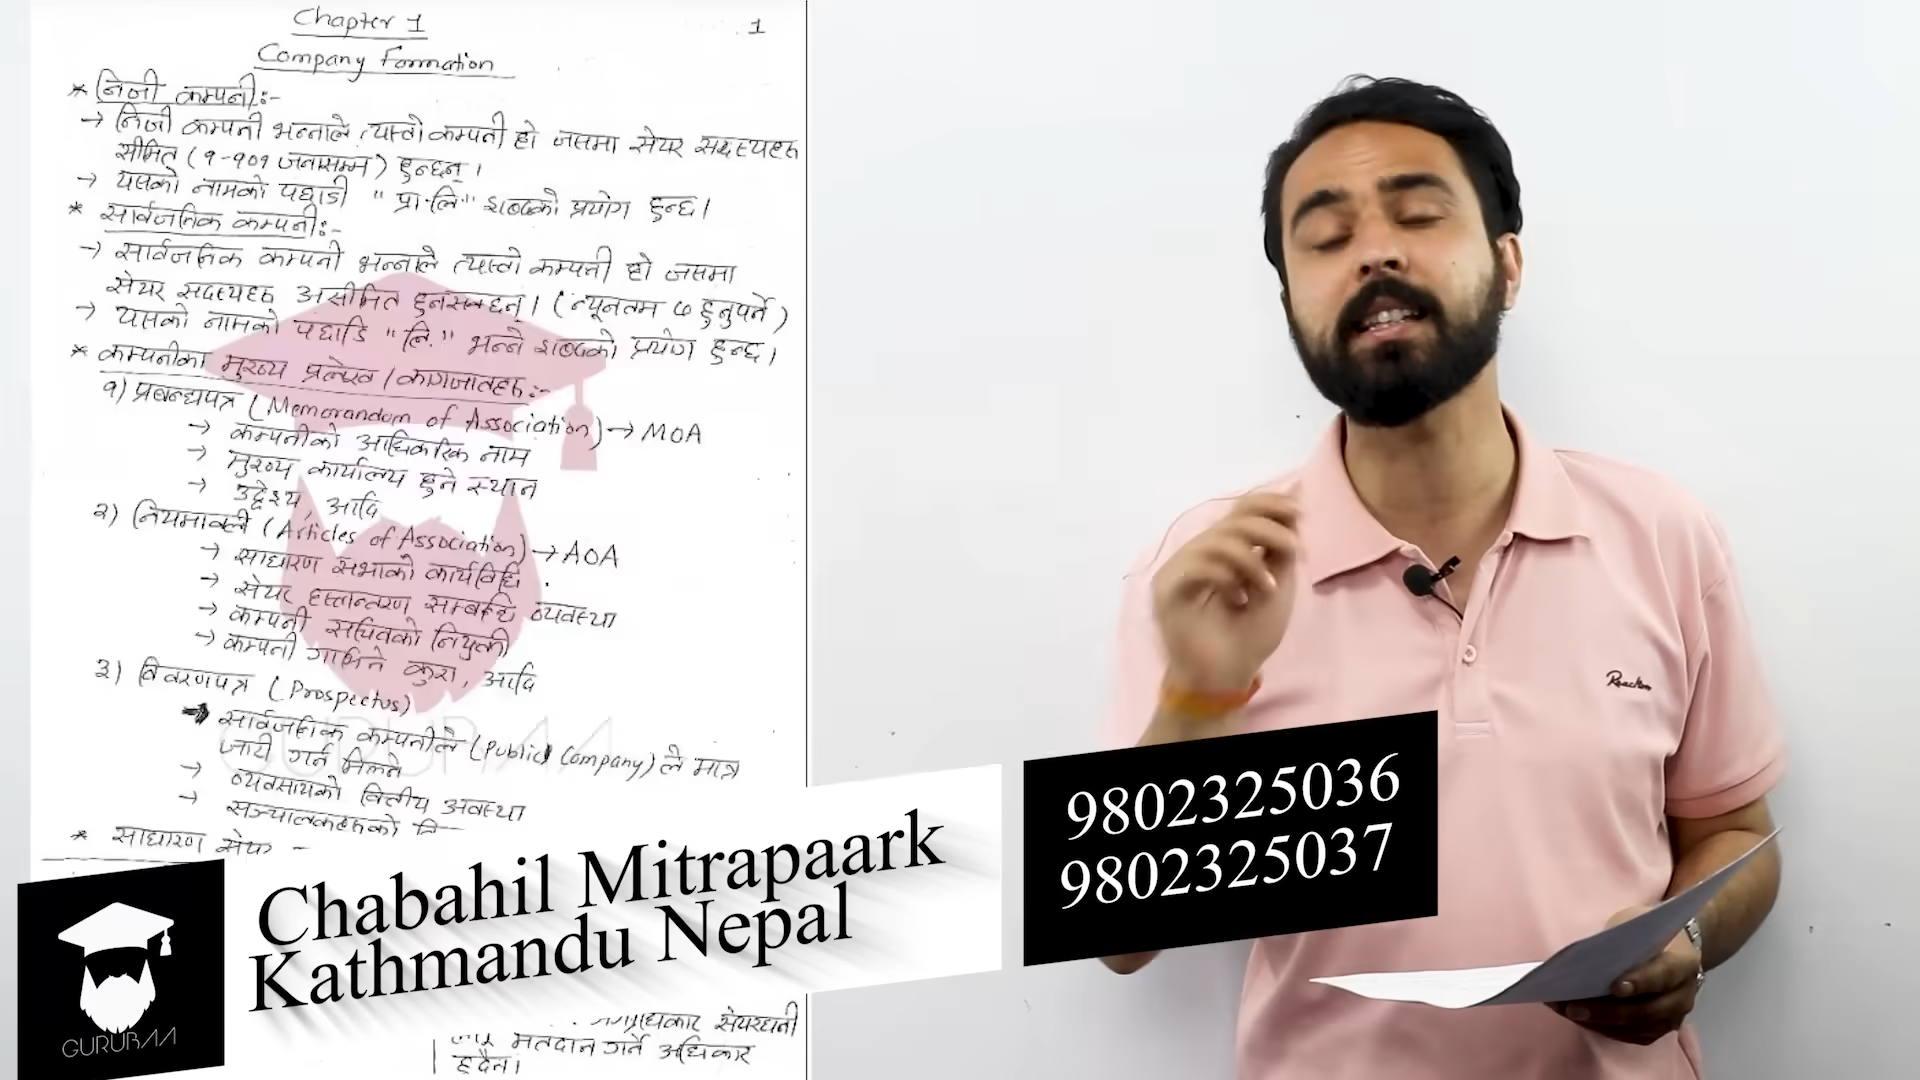 Chapter 1
1
Company Formation
* निजी कम्पनी:-
→ निजी कम्पनी भन्नाले त्यस्तो कम्पनी हो जसमा सेयर सदस्यहरु
सीमित (१-१०१ जनासम्म) हुन्छन्।
→ यसको नामको पछाडी "प्रा.लि." शब्दको प्रयोग हुन्छ।
* सार्वजनिक कम्पनी:-
→ सार्वजनिक कम्पनी भन्नाले त्यस्तो कम्पनी हो जसमा
सेयर सदस्यहरु असीमित हुनसक्छन्। (न्यूनतम ७ हुनुपर्ने)
→ यसको नामको पछाडि "लि." भन्ने शब्दको प्रयोग हुन्छ।
* कम्पनीका मुख्य प्रलेख/कागजातहरु:-
१) प्रबन्धपत्र (Memorandom of Association) → MOA
→ कम्पनीको आधिकारिक नाम
→ मुख्य कार्यालय हुने स्थान
→ उद्देश्य, आदि
२) नियमावली (Articles of Association) → AOA
→ साधारण सभाको कार्यविधि
→ सेयर हस्तान्तरण सम्बन्धि व्यवस्था
→ कम्पनी सचिवको नियुक्ती
→ कम्पनी गाभिने कुरा, आदि
३) विवरणपत्र (Prospectus)
→ सार्वजनिक कम्पनीले (Public Company) ले मात्र
जारी गर्न मिल्ने
→ व्यवसायको वित्तीय अवस्था
→ सञ्चालकहरुको
* साधारण सेयर
सेयरधनी
मतदान गर्ने अधिकार
हुदैन।
GURURAA
Chabahil Mitrapaark
Kathmandu Nepal
9802325036
9802325037
GURURAA
Reaction